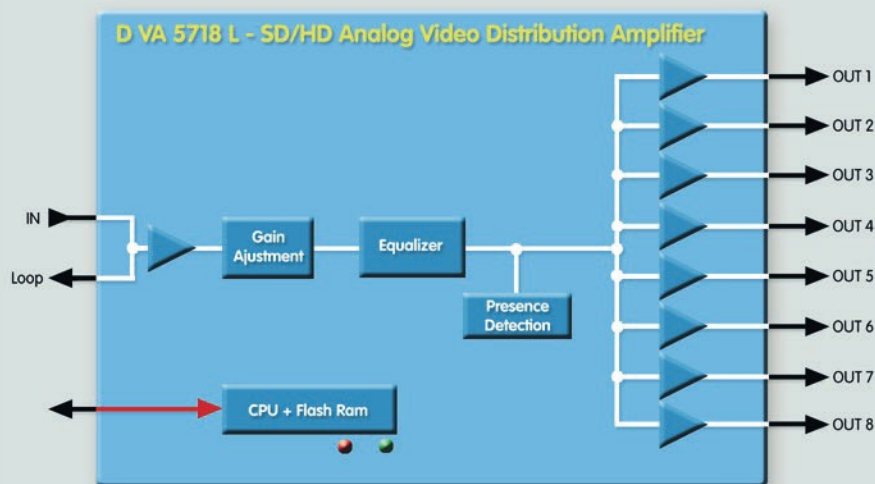 D VA 5718 L - SD/HD Analog Video Distribution Amplifier
OUT 1
OUT 2
OUT 3
IN
Gain
Ajustment
Equalizer
OUT 4
Loop
OUT 5
Presence
Detection
OUT 6
OUT 7
CPU + Flash Ram
OUT 8